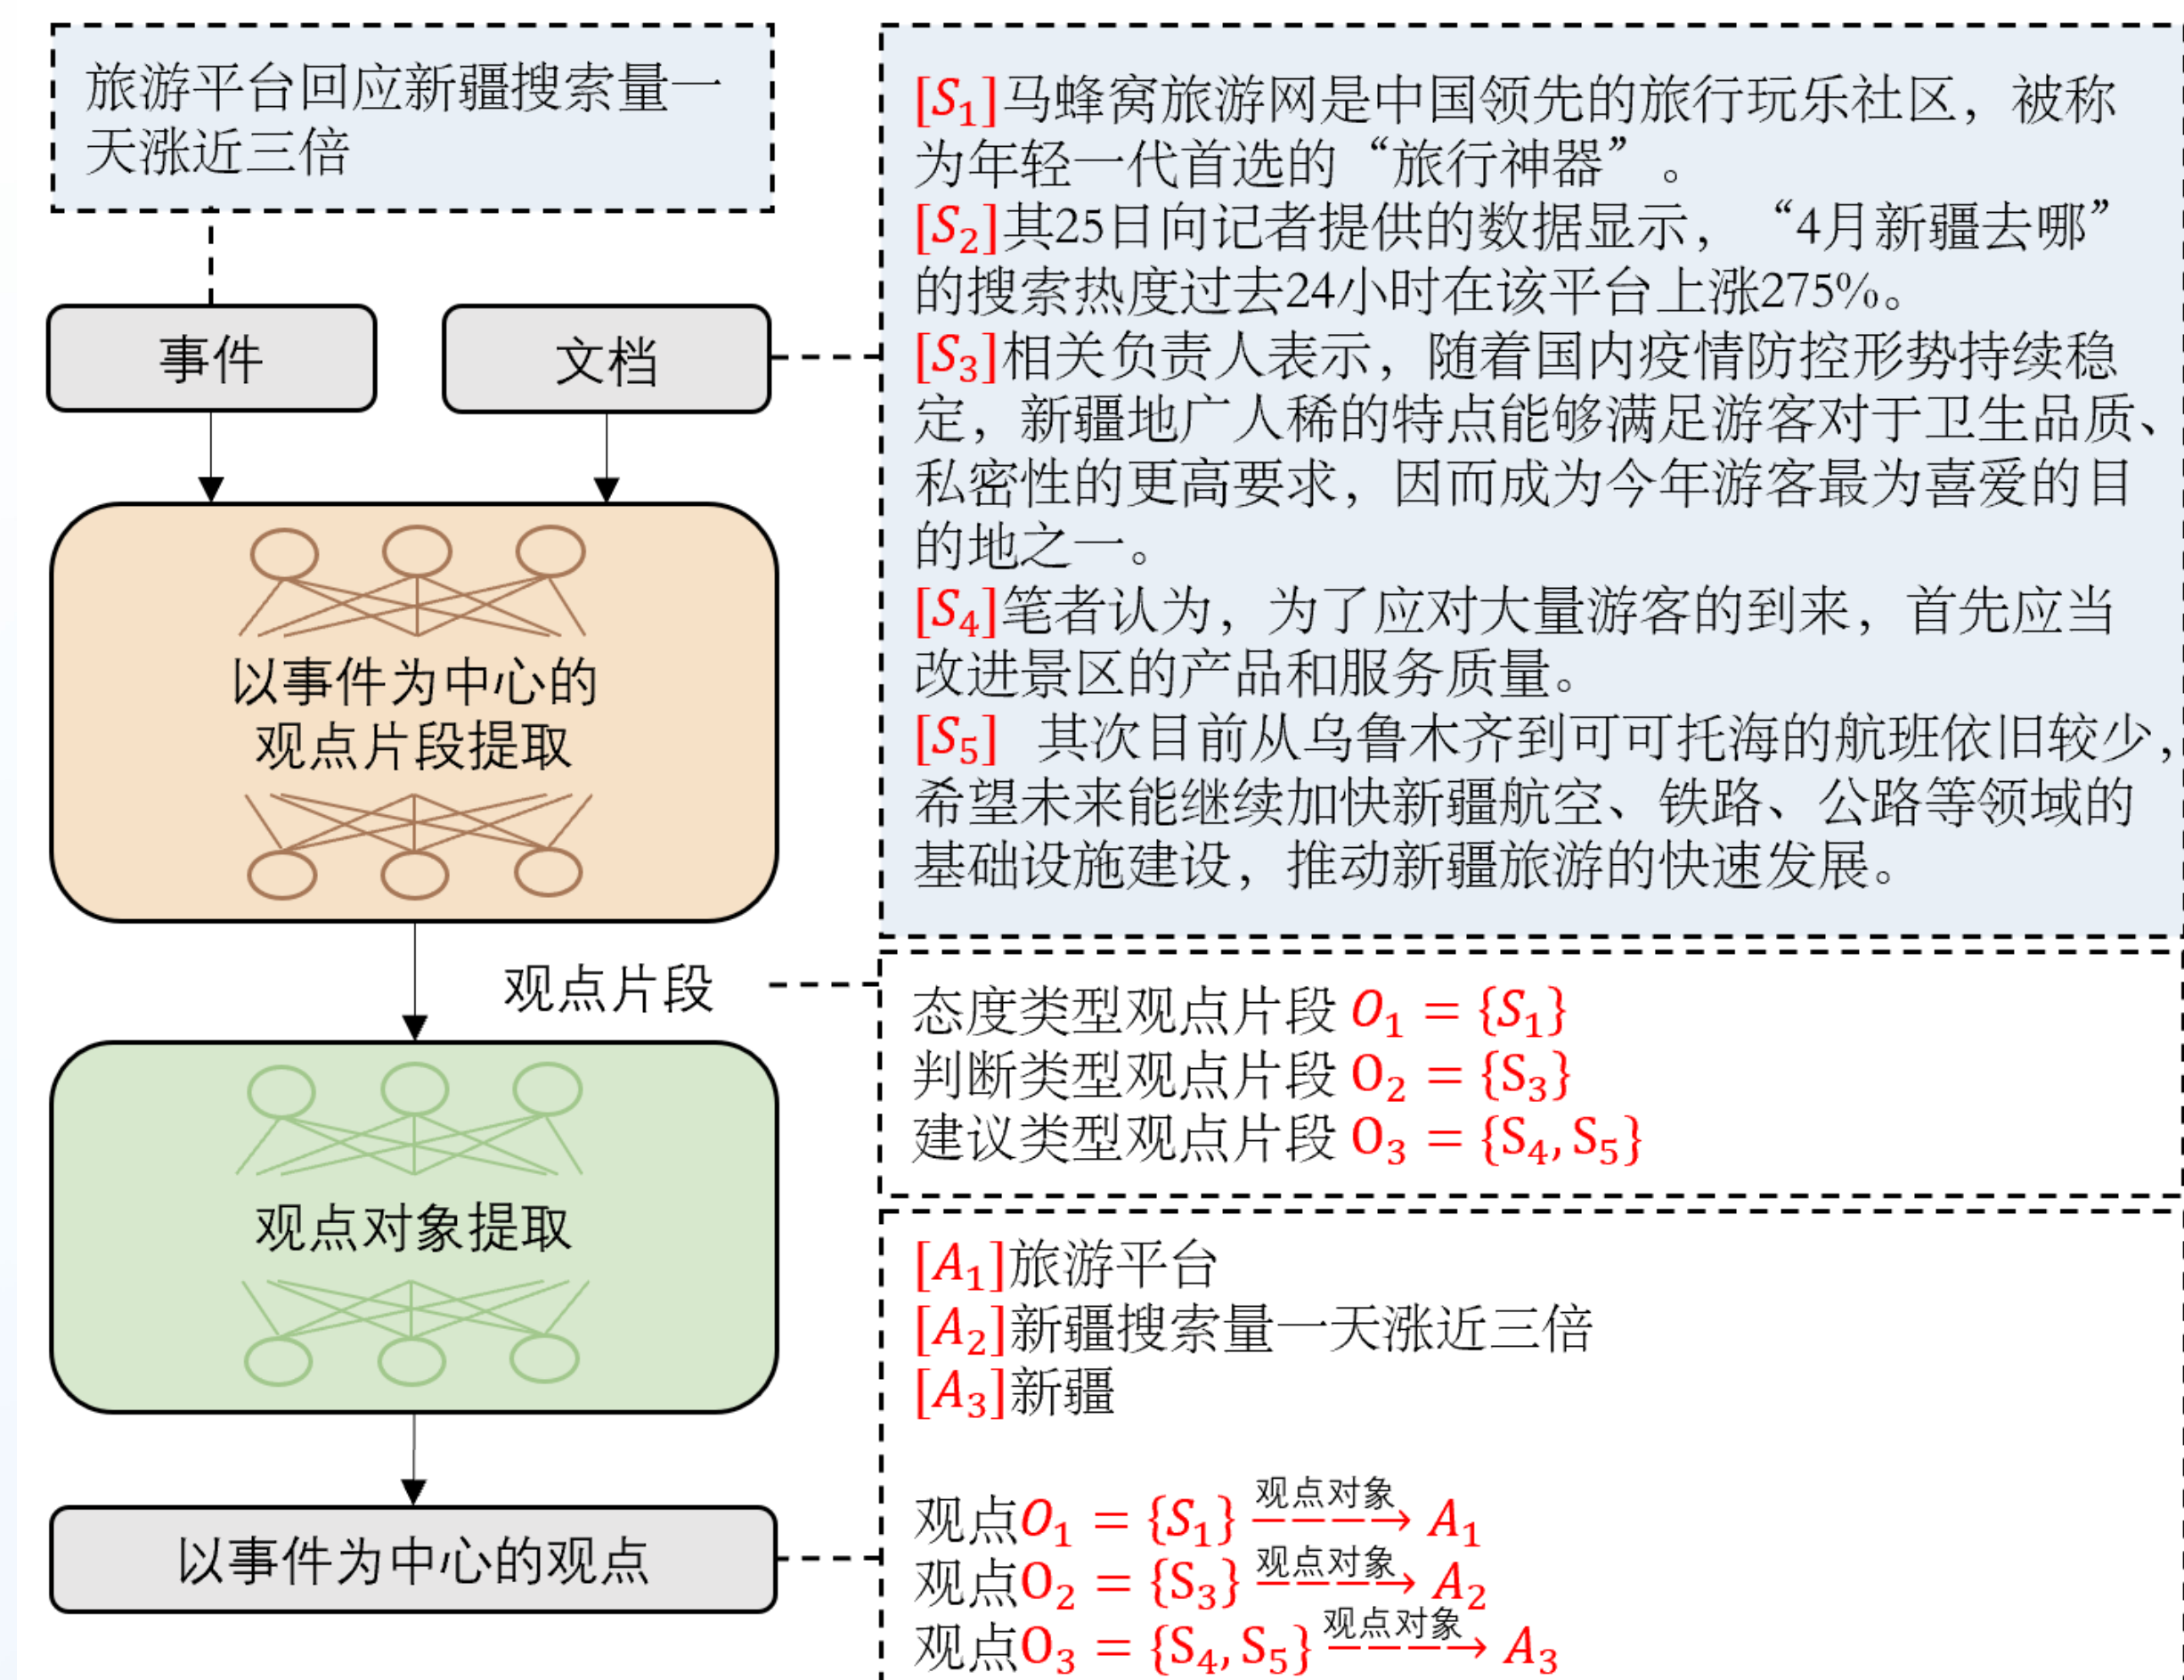 旅游平台回应新疆搜索量一
天涨近三倍
事件
文档
以事件为中心的
观点片段提取
观点片段
观点对象提取
以事件为中心的观点
[S₁]马蜂窝旅游网是中国领先的旅行玩乐社区，被称
为年轻一代首选的“旅行神器”。
[S₂]其25日向记者提供的数据显示，“4月新疆去哪”
的搜索热度过去24小时在该平台上涨275%。
[S₃]相关负责人表示，随着国内疫情防控形势持续稳
定，新疆地广人稀的特点能够满足游客对于卫生品质、
私密性的更高要求，因而成为今年游客最为喜爱的目
的地之一。
[S₄]笔者认为，为了应对大量游客的到来，首先应当
改进景区的产品和服务质量。
[S₅] 其次目前从乌鲁木齐到可可托海的航班依旧较少，
希望未来能继续加快新疆航空、铁路、公路等领域的
基础设施建设，推动新疆旅游的快速发展。
态度类型观点片段 O₁ = {S₁}
判断类型观点片段 O₂ = {S₃}
建议类型观点片段 O₃ = {S₄, S₅}
[A₁]旅游平台
[A₂]新疆搜索量一天涨近三倍
[A₃]新疆
观点O₁ = {S₁} 观点对象 → A₁
观点O₂ = {S₃} 观点对象 → A₂
观点O₃ = {S₄, S₅} 观点对象 → A₃